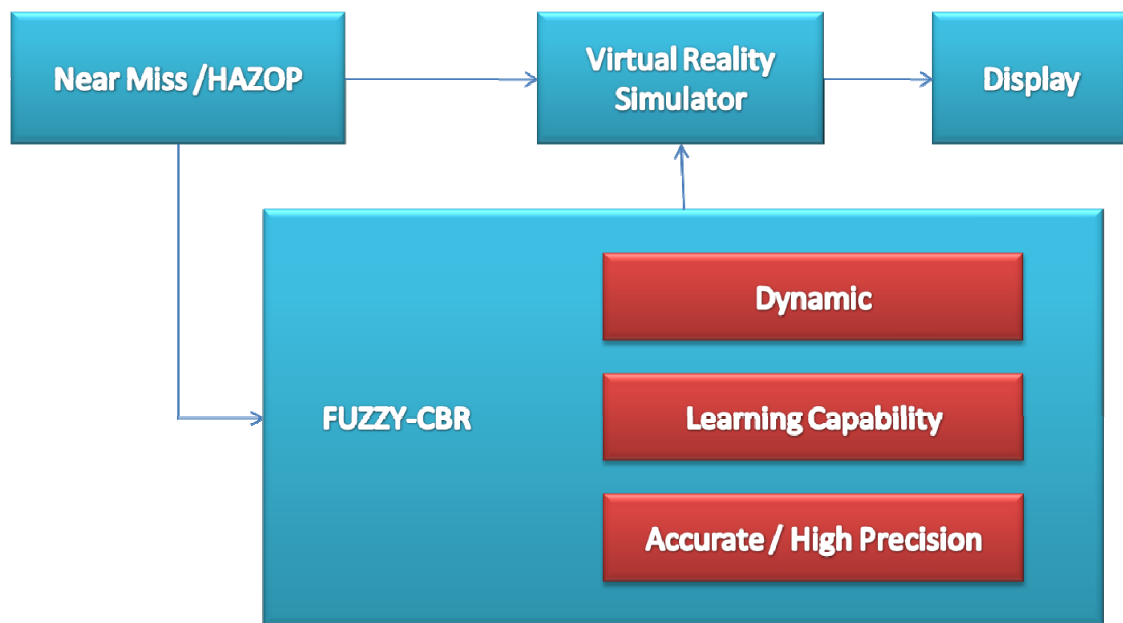 Near Miss /HAZOP
Virtual Reality
Simulator
Display
Dynamic
FUZZY-CBR
Learning Capability
Accurate / High Precision